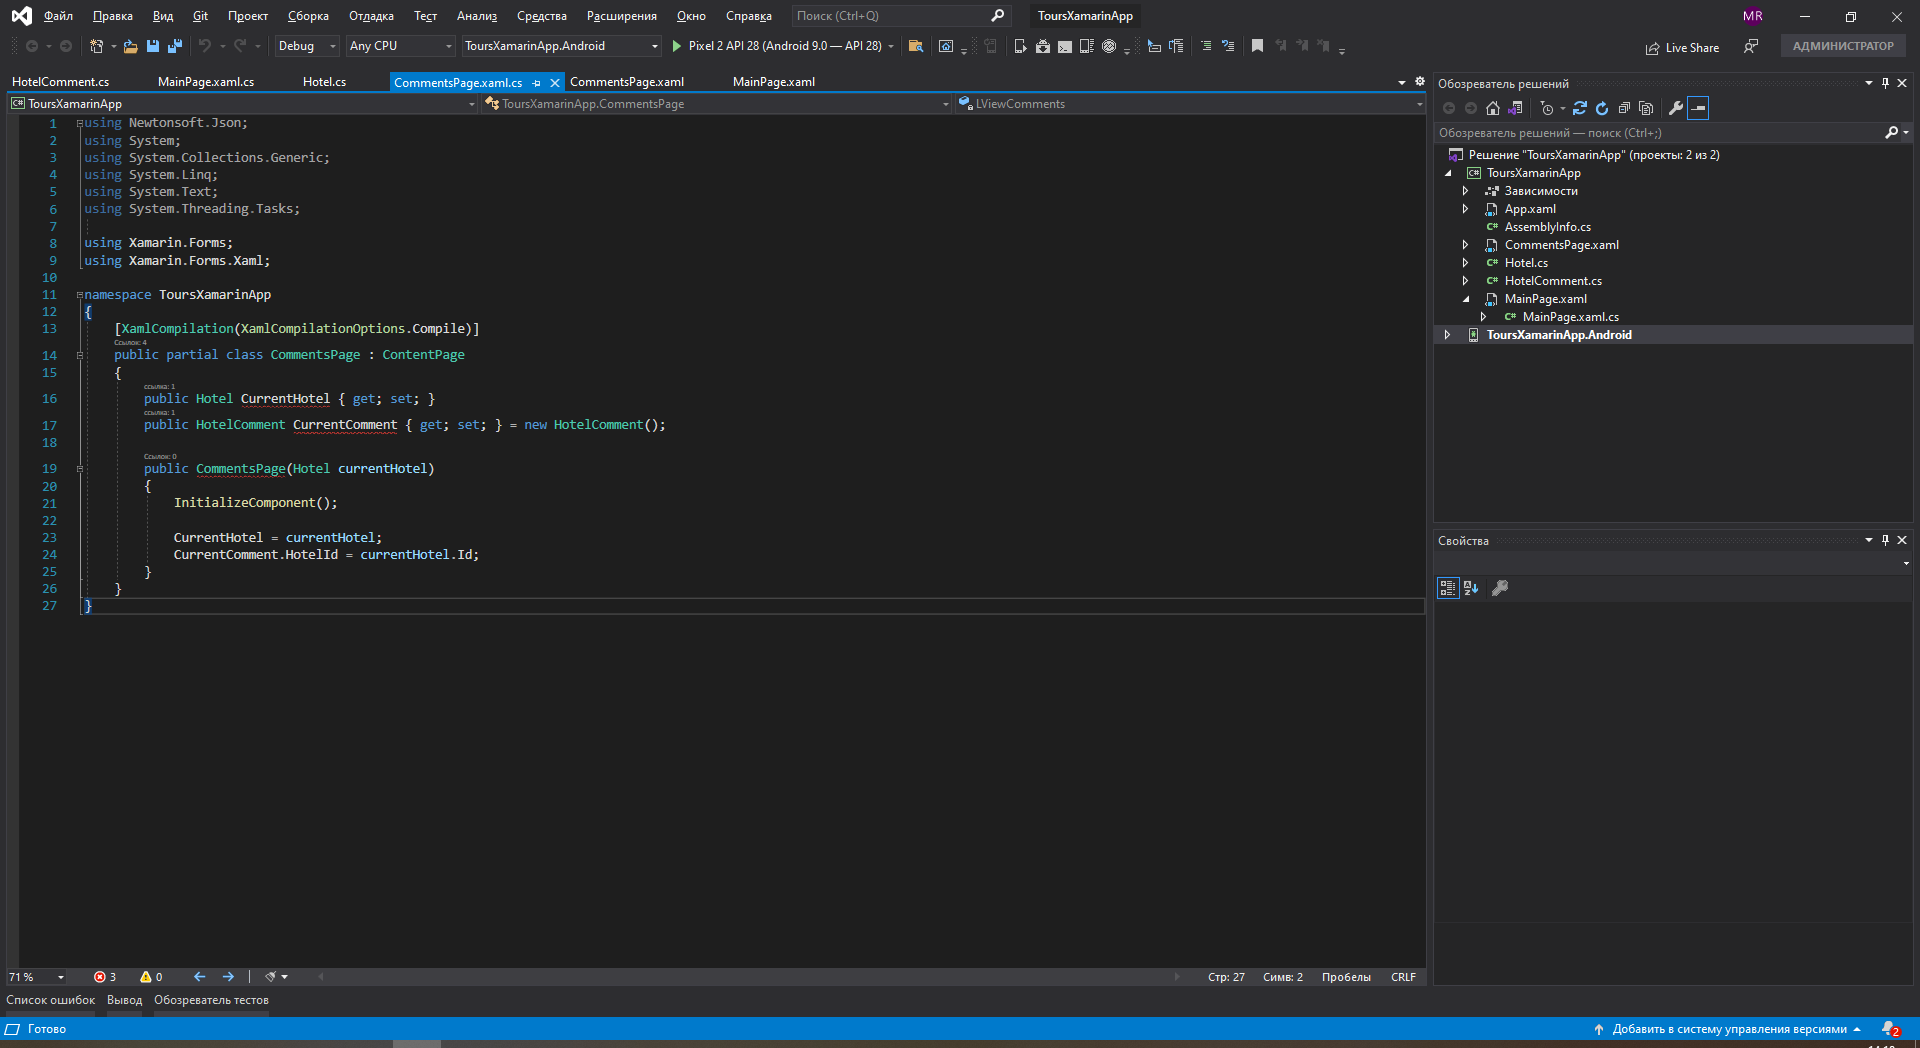 Файл Правка Вид Git Проект Сборка Отладка Тест Анализ Средства Расширения Окно Справка Поиск (Ctrl+Q) ToursXamarinApp MR
Debug Any CPU ToursXamarinApp.Android Pixel 2 API 28 (Android 9.0 — API 28) Live Share АДМИНИСТРАТОР
HotelComment.cs MainPage.xaml.cs Hotel.cs CommentsPage.xaml.cs CommentsPage.xaml MainPage.xaml
C# ToursXamarinApp ToursXamarinApp.CommentsPage LViewComments
1 using Newtonsoft.Json;
2 using System;
3 using System.Collections.Generic;
4 using System.Linq;
5 using System.Text;
6 using System.Threading.Tasks;
7
8 using Xamarin.Forms;
9 using Xamarin.Forms.Xaml;
10
11 namespace ToursXamarinApp
12 {
13 [XamlCompilation(XamlCompilationOptions.Compile)]
Ссылок: 4
14 public partial class CommentsPage : ContentPage
15 {
ссылка: 1
16 public Hotel CurrentHotel { get; set; }
ссылка: 1
17 public HotelComment CurrentComment { get; set; } = new HotelComment();
18
Ссылок: 0
19 public CommentsPage(Hotel currentHotel)
20 {
21 InitializeComponent();
22
23 CurrentHotel = currentHotel;
24 CurrentComment.HotelId = currentHotel.Id;
25 }
26 }
27 }
71 % 3 0 Стр: 27 Симв: 2 Пробелы CRLF
Список ошибок Вывод Обозреватель тестов
Обозреватель решений
Обозреватель решений — поиск (Ctrl+;)
Решение "ToursXamarinApp" (проекты: 2 из 2)
C# ToursXamarinApp
Зависимости
App.xaml
C# AssemblyInfo.cs
CommentsPage.xaml
C# Hotel.cs
C# HotelComment.cs
MainPage.xaml
C# MainPage.xaml.cs
ToursXamarinApp.Android
Свойства
Готово Добавить в систему управления версиями 2